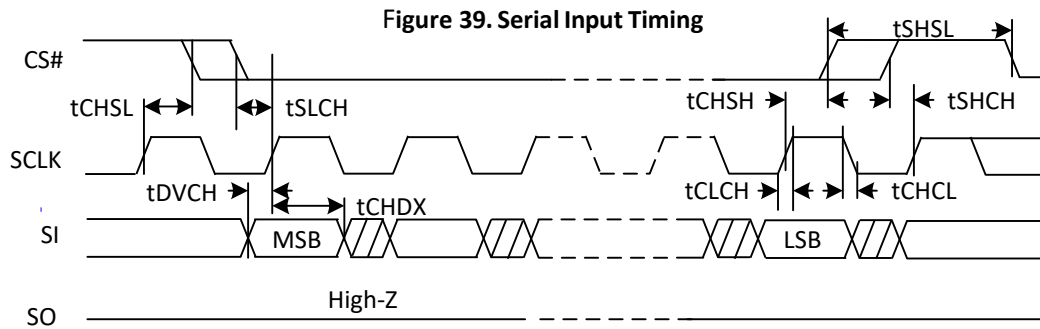 Figure 39. Serial Input Timing
tSHSL
CS#
tCHSL
tSLCH
tCHSH
tSHCH
SCLK
tDVCH
tCHDX
tCLCH
tCHCL
SI
MSB
LSB
High-Z
SO